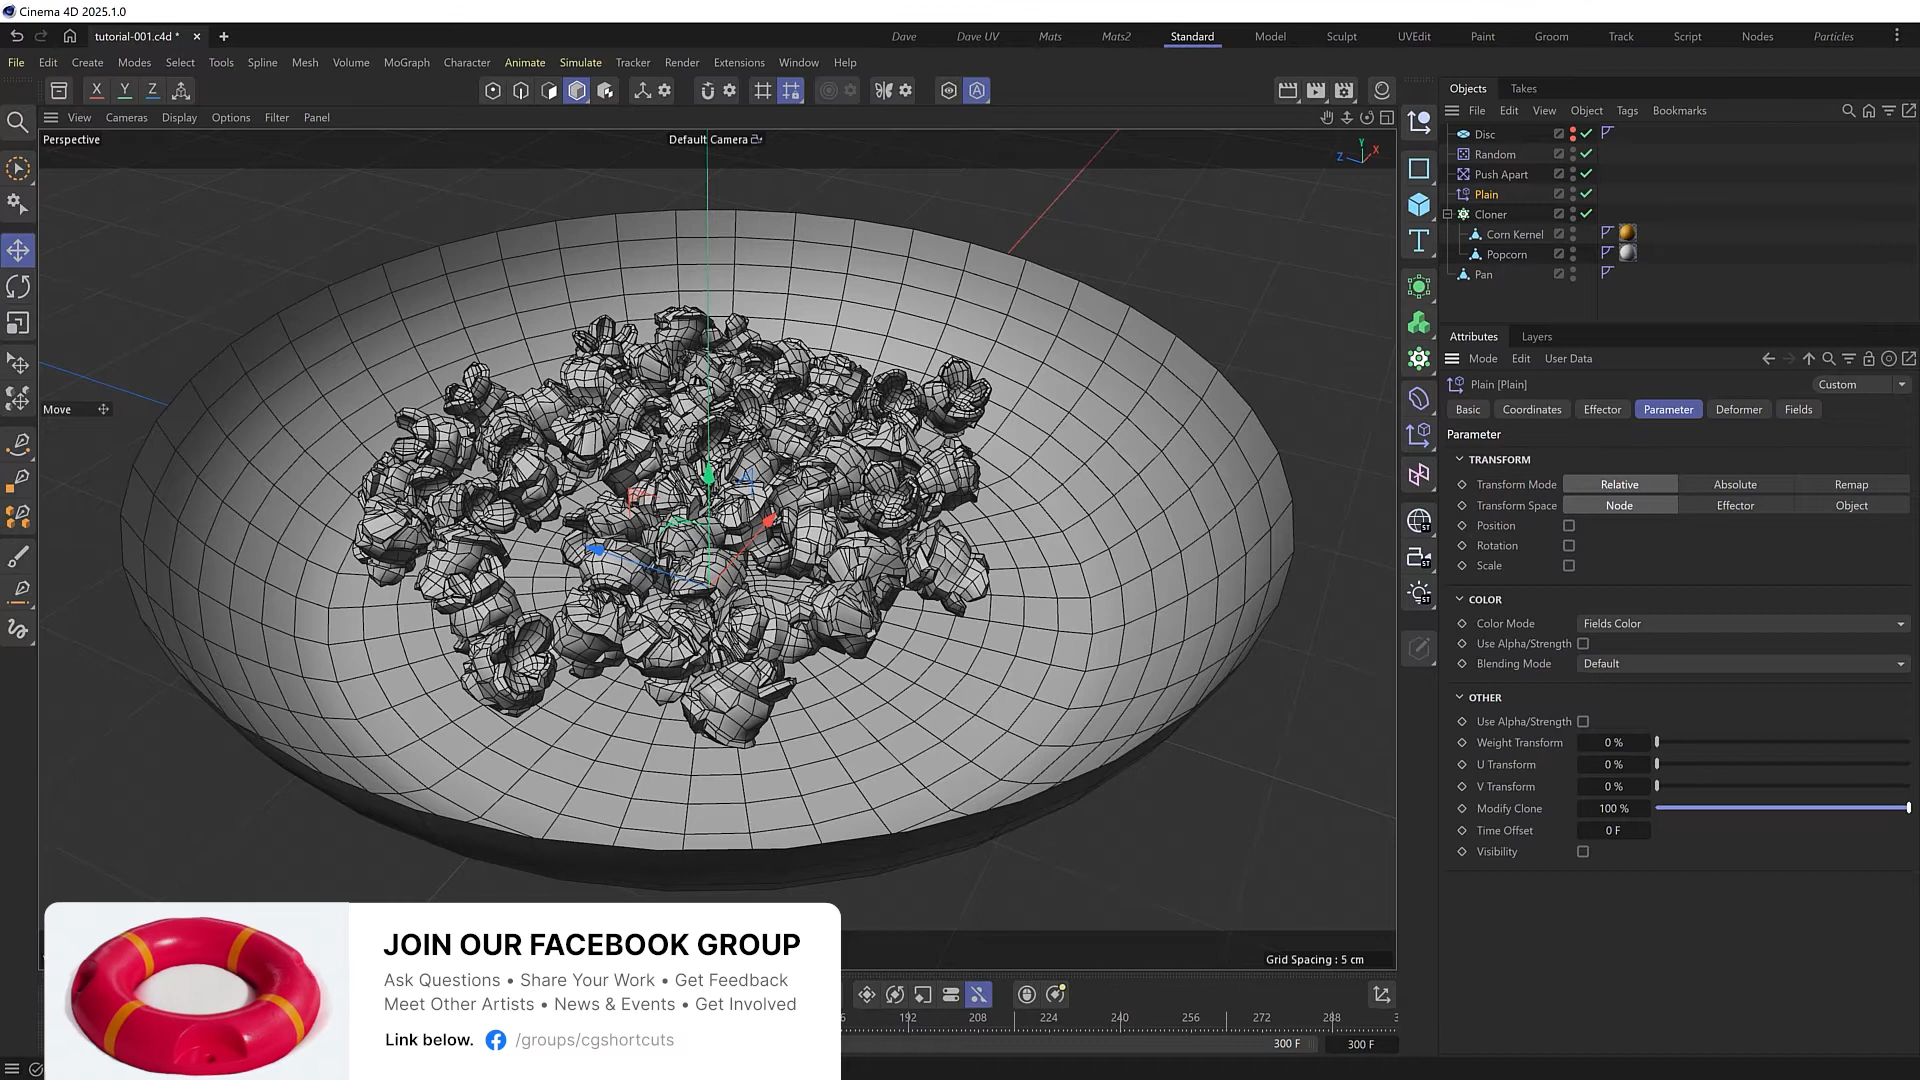 Cinema 4D 2025.1.0
tutorial-001.c4d *
Dave Dave UV Mats Mats2 Standard Model Sculpt UVEdit Paint Groom Track Script Nodes Particles
File Edit Create Modes Select Tools Spline Mesh Volume MoGraph Character Animate Simulate Tracker Render Extensions Window Help
X Y Z
Objects Takes
File Edit View Object Tags Bookmarks
View Cameras Display Options Filter Panel
Perspective
Default Camera
Y
X
Z
Disc
Random
Push Apart
Plain
Cloner
Corn Kernel
Popcorn
Pan
Attributes Layers
Mode Edit User Data
Plain [Plain]
Custom
Basic Coordinates Effector Parameter Deformer Fields
Parameter
TRANSFORM
Transform Mode Relative Absolute Remap
Transform Space Node Effector Object
Position
Rotation
Scale
COLOR
Color Mode Fields Color
Use Alpha/Strength
Blending Mode Default
OTHER
Use Alpha/Strength
Weight Transform 0 %
U Transform 0 %
V Transform 0 %
Modify Clone 100 %
Time Offset 0 F
Visibility
Move
Grid Spacing : 5 cm
192 208 224 240 256 272 288
300 F 300 F
JOIN OUR FACEBOOK GROUP
Ask Questions • Share Your Work • Get Feedback
Meet Other Artists • News & Events • Get Involved
Link below. /groups/cgshortcuts